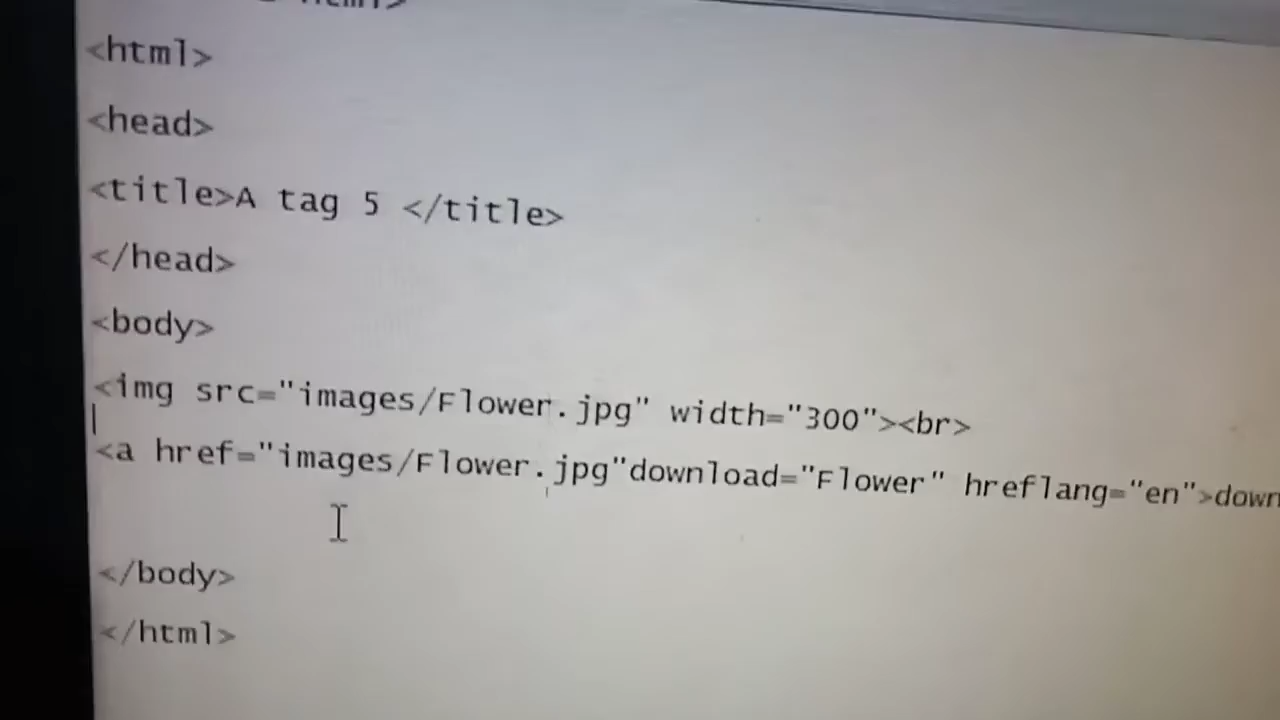 <html>
<head>
<title>A tag 5 </title>
</head>
<body>
<img src="images/Flower.jpg" width="300"><br>
<a href="images/Flower.jpg"download="Flower" hreflang="en">down
</body>
</html>